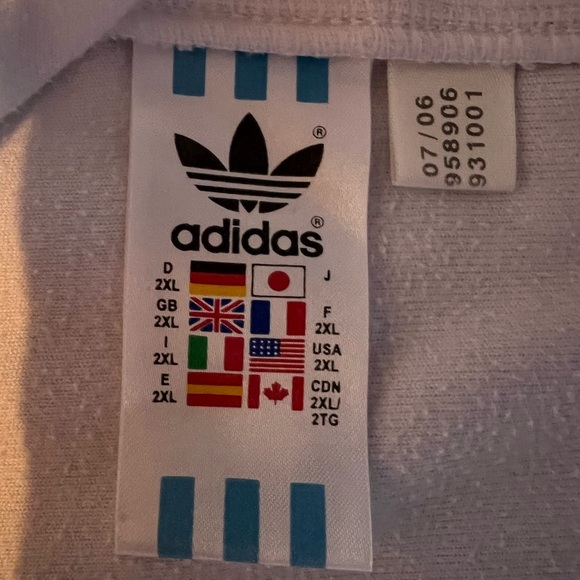 ®
adidas®
D 2XL J
GB 2XL F 2XL
I 2XL USA 2XL
E 2XL CDN 2XL/ 2TG
07/06
958906
931001